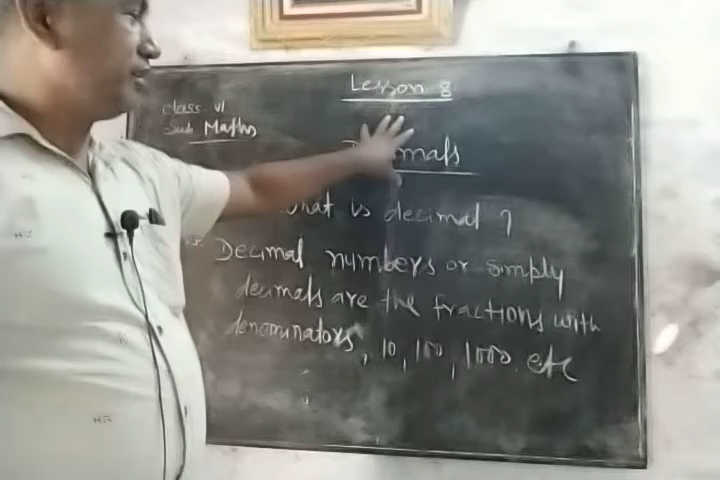 Lesson 8
class VI
Sub Maths
mals
what is decimal ?
Decimal numbers or simply
decimals are the fractions with
denominators, 10, 100, 1000. etc